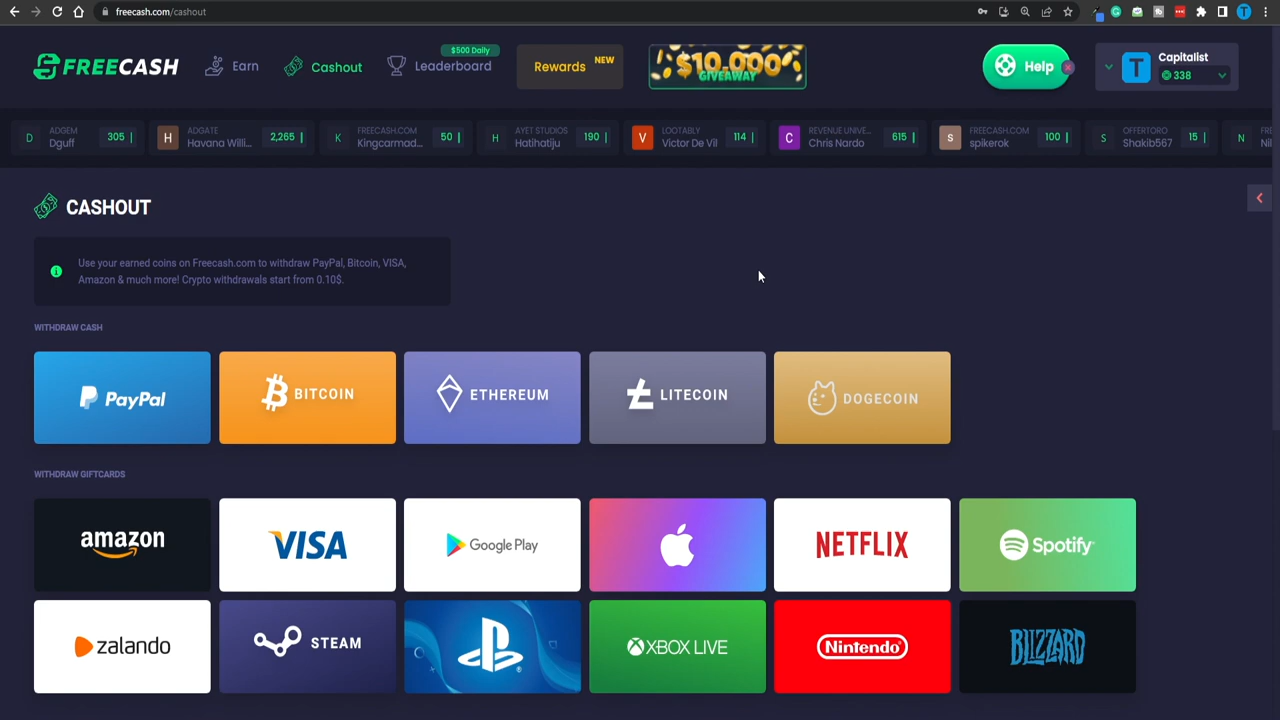 freecash.com/cashout
FREECASH
Earn
Cashout
$500 Daily
Leaderboard
Rewards
NEW
$10,000
GIVEAWAY
Help
T
Capitalist
338
D
ADGEM
Dguff
305
H
ADGATE
Havana Willi...
2,265
K
FREECASH.COM
Kingcarmad...
50
H
AYET STUDIOS
Hatihatiju
190
V
LOOTABLY
Victor De Vil
114
C
REVENUE UNIVE...
Chris Nardo
615
s
FREECASH.COM
spikerok
100
S
OFFERTORO
Shakib567
15
N
CASHOUT
Use your earned coins on Freecash.com to withdraw PayPal, Bitcoin, VISA,
Amazon & much more! Crypto withdrawals start from 0.10$.
WITHDRAW CASH
PayPal
BITCOIN
ETHEREUM
LITECOIN
DOGECOIN
WITHDRAW GIFTCARDS
amazon
VISA
Google Play
NETFLIX
Spotify
zalando
STEAM
XBOX LIVE
Nintendo
BLIZZARD